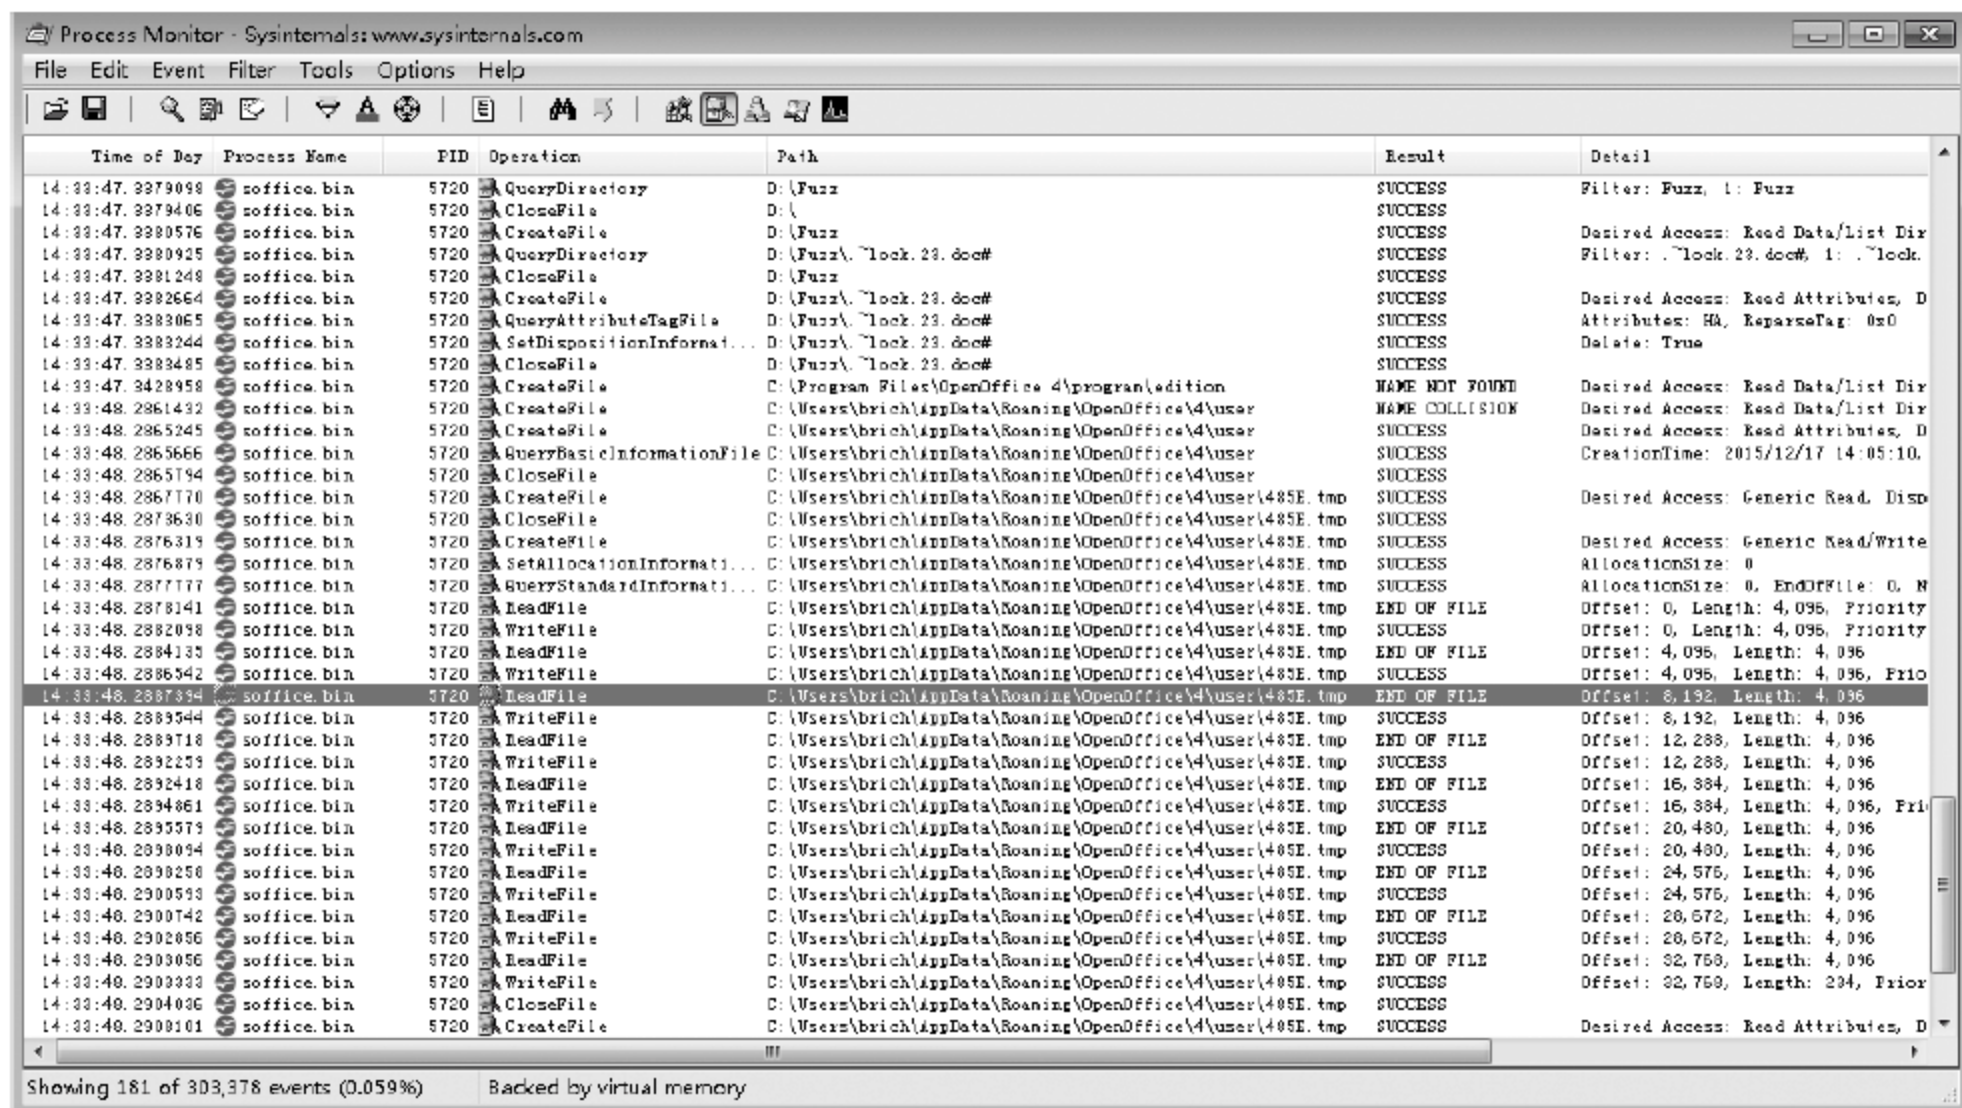 Process Monitor - Sysinternals: www.sysinternals.com
File Edit Event Filter Tools Options Help
Time of Day Process Name PID Operation Path Result Detail
14:33:47.3379098 soffice.bin 5720 QueryDirectory D:\Fuzz SUCCESS Filter: Fuzz, 1: Fuzz
14:33:47.3379406 soffice.bin 5720 CloseFile D:\ SUCCESS
14:33:47.3380576 soffice.bin 5720 CreateFile D:\Fuzz SUCCESS Desired Access: Read Data/List Dir
14:33:47.3380925 soffice.bin 5720 QueryDirectory D:\Fuzz\.~lock.23.doc# SUCCESS Filter: .~lock.23.doc#, 1: .~lock.
14:33:47.3381248 soffice.bin 5720 CloseFile D:\Fuzz SUCCESS
14:33:47.3382664 soffice.bin 5720 CreateFile D:\Fuzz\.~lock.23.doc# SUCCESS Desired Access: Read Attributes, D
14:33:47.3383065 soffice.bin 5720 QueryAttributeTagFile D:\Fuzz\.~lock.23.doc# SUCCESS Attributes: HA, ReparseTag: 0x0
14:33:47.3383244 soffice.bin 5720 SetDispositionInformat... D:\Fuzz\.~lock.23.doc# SUCCESS Delete: True
14:33:47.3383485 soffice.bin 5720 CloseFile D:\Fuzz\.~lock.23.doc# SUCCESS
14:33:47.3428958 soffice.bin 5720 CreateFile C:\Program Files\OpenOffice 4\program\edition NAME NOT FOUND Desired Access: Read Data/List Dir
14:33:48.2861432 soffice.bin 5720 CreateFile C:\Users\brich\AppData\Roaming\OpenOffice\4\user NAME COLLISION Desired Access: Read Data/List Dir
14:33:48.2865245 soffice.bin 5720 CreateFile C:\Users\brich\AppData\Roaming\OpenOffice\4\user SUCCESS Desired Access: Read Attributes, D
14:33:48.2865666 soffice.bin 5720 QueryBasicInformationFile C:\Users\brich\AppData\Roaming\OpenOffice\4\user SUCCESS CreationTime: 2015/12/17 14:05:10,
14:33:48.2865794 soffice.bin 5720 CloseFile C:\Users\brich\AppData\Roaming\OpenOffice\4\user SUCCESS
14:33:48.2867770 soffice.bin 5720 CreateFile C:\Users\brich\AppData\Roaming\OpenOffice\4\user\485E.tmp SUCCESS Desired Access: Generic Read, Disp
14:33:48.2873630 soffice.bin 5720 CloseFile C:\Users\brich\AppData\Roaming\OpenOffice\4\user\485E.tmp SUCCESS
14:33:48.2876319 soffice.bin 5720 CreateFile C:\Users\brich\AppData\Roaming\OpenOffice\4\user\485E.tmp SUCCESS Desired Access: Generic Read/Write
14:33:48.2876879 soffice.bin 5720 SetAllocationInformati... C:\Users\brich\AppData\Roaming\OpenOffice\4\user\485E.tmp SUCCESS AllocationSize: 0
14:33:48.2877777 soffice.bin 5720 QueryStandardInformati... C:\Users\brich\AppData\Roaming\OpenOffice\4\user\485E.tmp SUCCESS AllocationSize: 0, EndOfFile: 0, N
14:33:48.2878141 soffice.bin 5720 ReadFile C:\Users\brich\AppData\Roaming\OpenOffice\4\user\485E.tmp END OF FILE Offset: 0, Length: 4,096, Priority
14:33:48.2882098 soffice.bin 5720 WriteFile C:\Users\brich\AppData\Roaming\OpenOffice\4\user\485E.tmp SUCCESS Offset: 0, Length: 4,096, Priority
14:33:48.2884135 soffice.bin 5720 ReadFile C:\Users\brich\AppData\Roaming\OpenOffice\4\user\485E.tmp END OF FILE Offset: 4,096, Length: 4,096
14:33:48.2886542 soffice.bin 5720 WriteFile C:\Users\brich\AppData\Roaming\OpenOffice\4\user\485E.tmp SUCCESS Offset: 4,096, Length: 4,096, Prio
14:33:48.2887394 soffice.bin 5720 ReadFile C:\Users\brich\AppData\Roaming\OpenOffice\4\user\485E.tmp END OF FILE Offset: 8,192, Length: 4,096
14:33:48.2889544 soffice.bin 5720 WriteFile C:\Users\brich\AppData\Roaming\OpenOffice\4\user\485E.tmp SUCCESS Offset: 8,192, Length: 4,096
14:33:48.2889718 soffice.bin 5720 ReadFile C:\Users\brich\AppData\Roaming\OpenOffice\4\user\485E.tmp END OF FILE Offset: 12,288, Length: 4,096
14:33:48.2892259 soffice.bin 5720 WriteFile C:\Users\brich\AppData\Roaming\OpenOffice\4\user\485E.tmp SUCCESS Offset: 12,288, Length: 4,096
14:33:48.2892418 soffice.bin 5720 ReadFile C:\Users\brich\AppData\Roaming\OpenOffice\4\user\485E.tmp END OF FILE Offset: 16,384, Length: 4,096
14:33:48.2894861 soffice.bin 5720 WriteFile C:\Users\brich\AppData\Roaming\OpenOffice\4\user\485E.tmp SUCCESS Offset: 16,384, Length: 4,096, Pri
14:33:48.2895579 soffice.bin 5720 ReadFile C:\Users\brich\AppData\Roaming\OpenOffice\4\user\485E.tmp END OF FILE Offset: 20,480, Length: 4,096
14:33:48.2898094 soffice.bin 5720 WriteFile C:\Users\brich\AppData\Roaming\OpenOffice\4\user\485E.tmp SUCCESS Offset: 20,480, Length: 4,096
14:33:48.2898258 soffice.bin 5720 ReadFile C:\Users\brich\AppData\Roaming\OpenOffice\4\user\485E.tmp END OF FILE Offset: 24,576, Length: 4,096
14:33:48.2900593 soffice.bin 5720 WriteFile C:\Users\brich\AppData\Roaming\OpenOffice\4\user\485E.tmp SUCCESS Offset: 24,576, Length: 4,096
14:33:48.2900742 soffice.bin 5720 ReadFile C:\Users\brich\AppData\Roaming\OpenOffice\4\user\485E.tmp END OF FILE Offset: 28,672, Length: 4,096
14:33:48.2902856 soffice.bin 5720 WriteFile C:\Users\brich\AppData\Roaming\OpenOffice\4\user\485E.tmp SUCCESS Offset: 28,672, Length: 4,096
14:33:48.2903056 soffice.bin 5720 ReadFile C:\Users\brich\AppData\Roaming\OpenOffice\4\user\485E.tmp END OF FILE Offset: 32,768, Length: 4,096
14:33:48.2903333 soffice.bin 5720 WriteFile C:\Users\brich\AppData\Roaming\OpenOffice\4\user\485E.tmp SUCCESS Offset: 32,768, Length: 234, Prior
14:33:48.2904036 soffice.bin 5720 CloseFile C:\Users\brich\AppData\Roaming\OpenOffice\4\user\485E.tmp SUCCESS
14:33:48.2908101 soffice.bin 5720 CreateFile C:\Users\brich\AppData\Roaming\OpenOffice\4\user\485E.tmp SUCCESS Desired Access: Read Attributes, D
Showing 181 of 303,378 events (0.059%) Backed by virtual memory